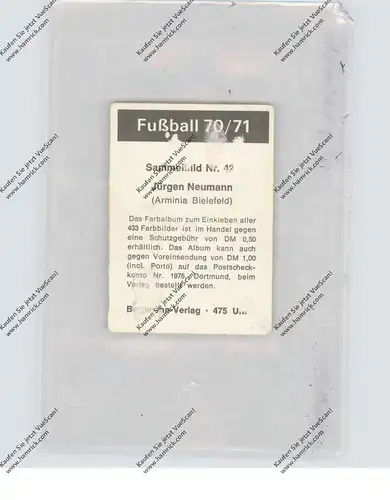 Fußball 70/71
Sammelbild Nr. 42
Jürgen Neumann
(Arminia Bielefeld)
Das Farbalbum zum Einkleben aller
433 Farbbilder ist im Handel gegen
eine Schutzgebühr von DM 0,50
erhältlich. Das Album kann auch
gegen Voreinsendung von DM 1,00
(incl. Porto) auf das Postscheck-
konto Nr. 1975, Dortmund, beim
Verlag bestellt werden.
Bergmann-Verlag · 475 U...
Kaufen Sie jetzt VueScan!
www.hamrick.com